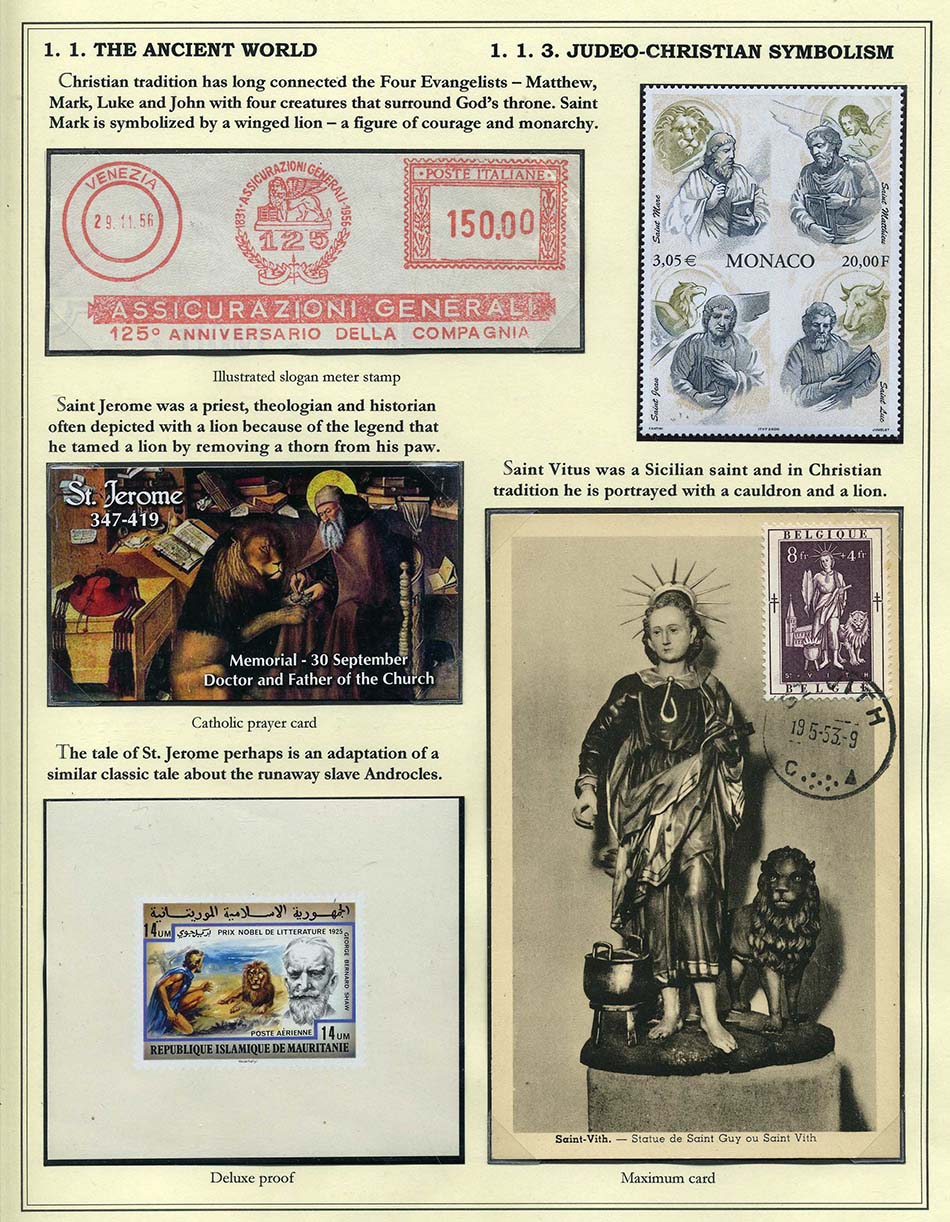 1. 1. THE ANCIENT WORLD
1. 1. 3. JUDEO-CHRISTIAN SYMBOLISM
Christian tradition has long connected the Four Evangelists – Matthew,
Mark, Luke and John with four creatures that surround God's throne. Saint
Mark is symbolized by a winged lion – a figure of courage and monarchy.
VENEZIA
29.11.56
1831 · ASSICURAZIONI GENERALI · 1956
125
· POSTE ITALIANE ·
150.00
ASSICURAZIONI GENERALI
125º ANNIVERSARIO DELLA COMPAGNIA
Illustrated slogan meter stamp
Saint Marc
Saint Matthieu
3,05 € MONACO 20,00F
Saint Jean
Saint Luc
Saint Jerome was a priest, theologian and historian
often depicted with a lion because of the legend that
he tamed a lion by removing a thorn from his paw.
St. Jerome
347-419
Memorial - 30 September
Doctor and Father of the Church
Catholic prayer card
Saint Vitus was a Sicilian saint and in Christian
tradition he is portrayed with a cauldron and a lion.
BELGIQUE
8 fr +4 fr
ST-VITH
BELGIE
19-5-53-9
Saint-Vith. — Statue de Saint Guy ou Saint Vith
Maximum card
The tale of St. Jerome perhaps is an adaptation of a
similar classic tale about the runaway slave Androcles.
الجمهورية الاسلامية الموريتانية
14 UM
PRIX NOBEL DE LITTERATURE 1925
GEORGE BERNARD SHAW
POSTE AÉRIENNE
14 UM
REPUBLIQUE ISLAMIQUE DE MAURITANIE
Deluxe proof